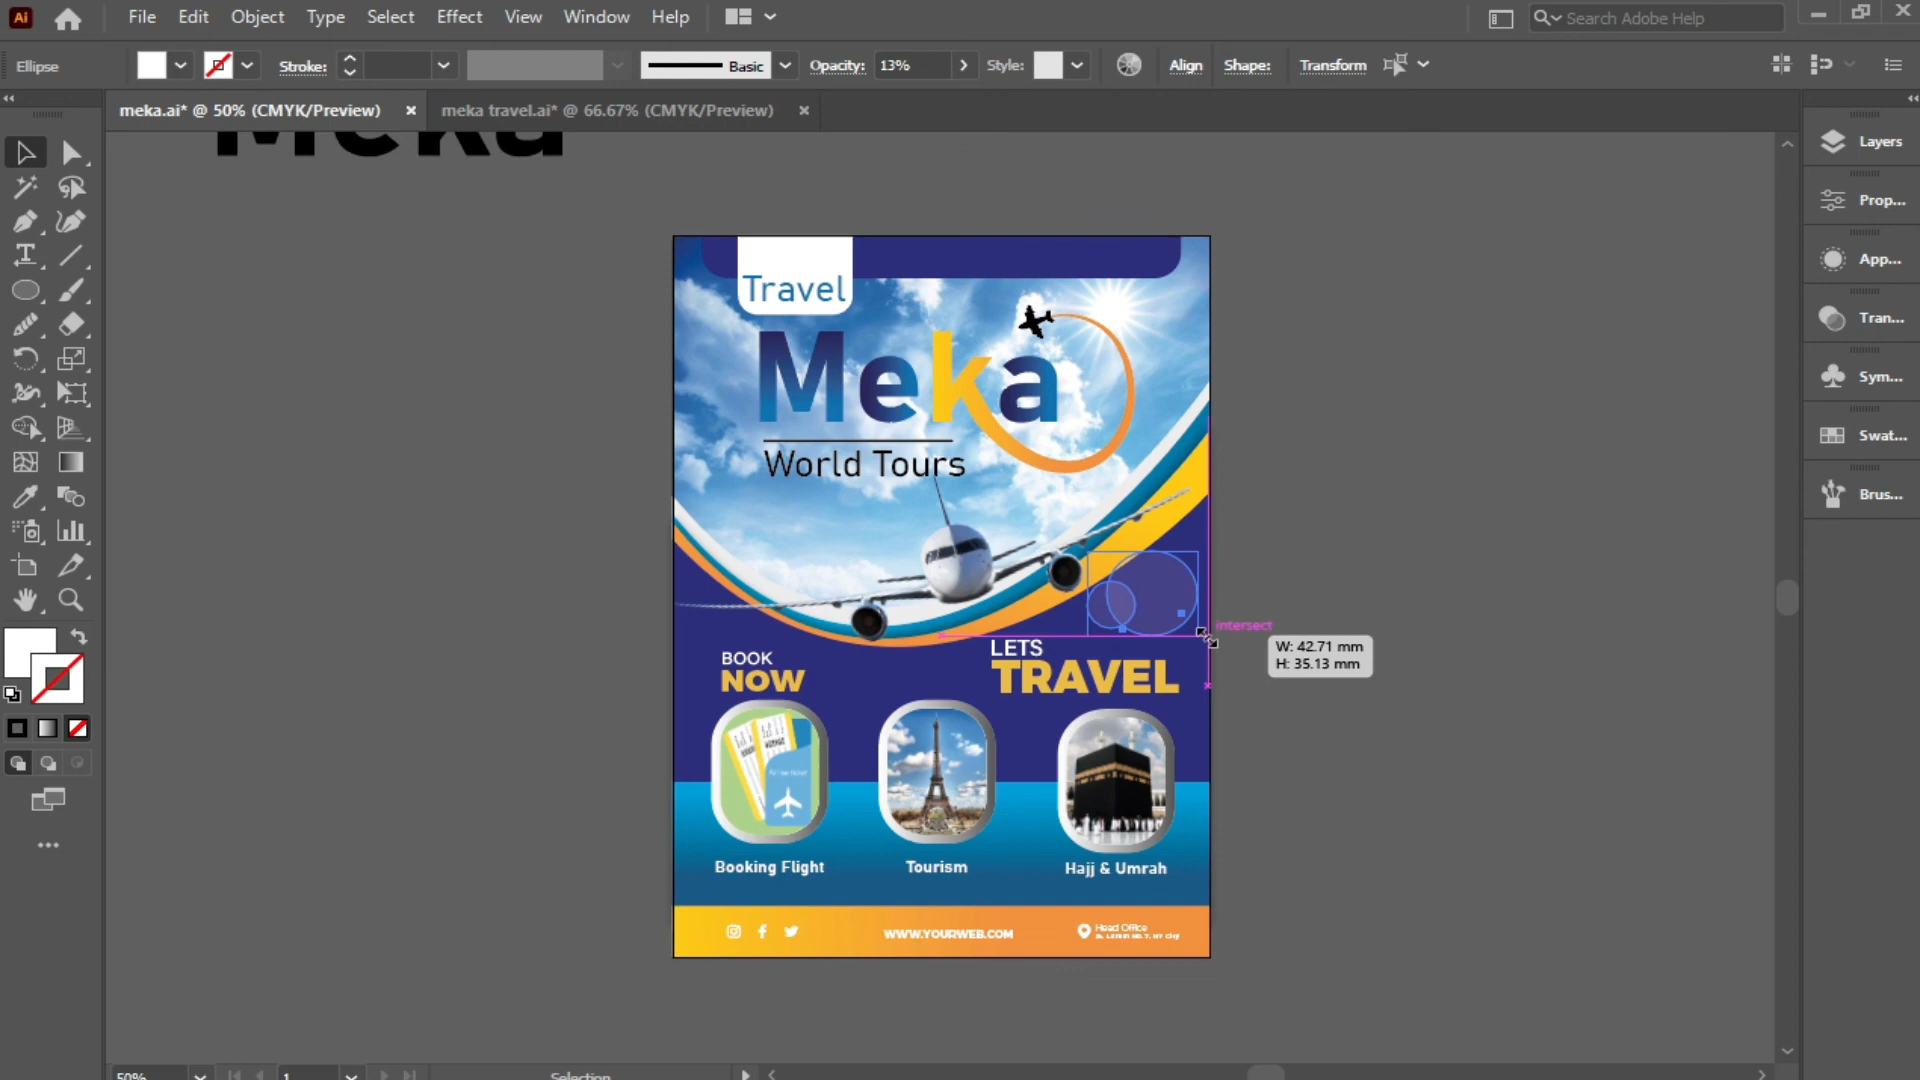 Ai File Edit Object Type Select Effect View Window Help Search Adobe Help
Ellipse Stroke: Basic Opacity: 13% Style: Align Shape: Transform
meka.ai* @ 50% (CMYK/Preview) × meka travel.ai* @ 66.67% (CMYK/Preview) ×
Meka
Travel
Meka
World Tours
intersect
W: 42.71 mm
H: 35.13 mm
BOOK
NOW
LETS
TRAVEL
Booking Flight
Tourism
Hajj & Umrah
WWW.YOURWEB.COM
Head Office
Layers
Prop...
App...
Tran...
Sym...
Swat...
Brus...
50% 1 Selection